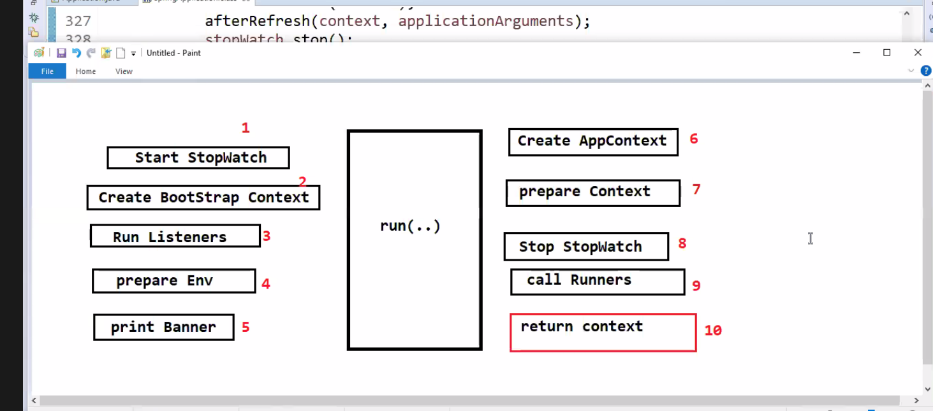 327 afterRefresh(context, applicationArguments);
328 stopWatch.stop();
Untitled - Paint
File Home View
1
Start StopWatch
2
Create BootStrap Context
Run Listeners 3
prepare Env 4
print Banner 5
run(..)
Create AppContext 6
prepare Context 7
Stop StopWatch 8
call Runners 9
return context 10